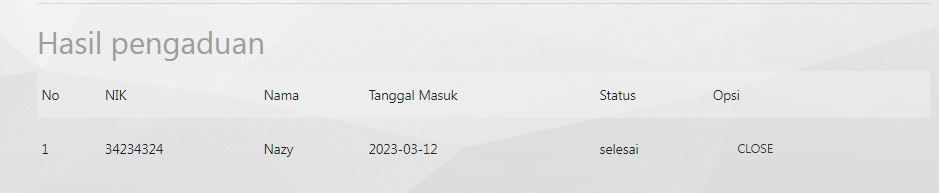 Hasil pengaduan
No NIK Nama Tanggal Masuk Status Opsi
1 34234324 Nazy 2023-03-12 selesai CLOSE